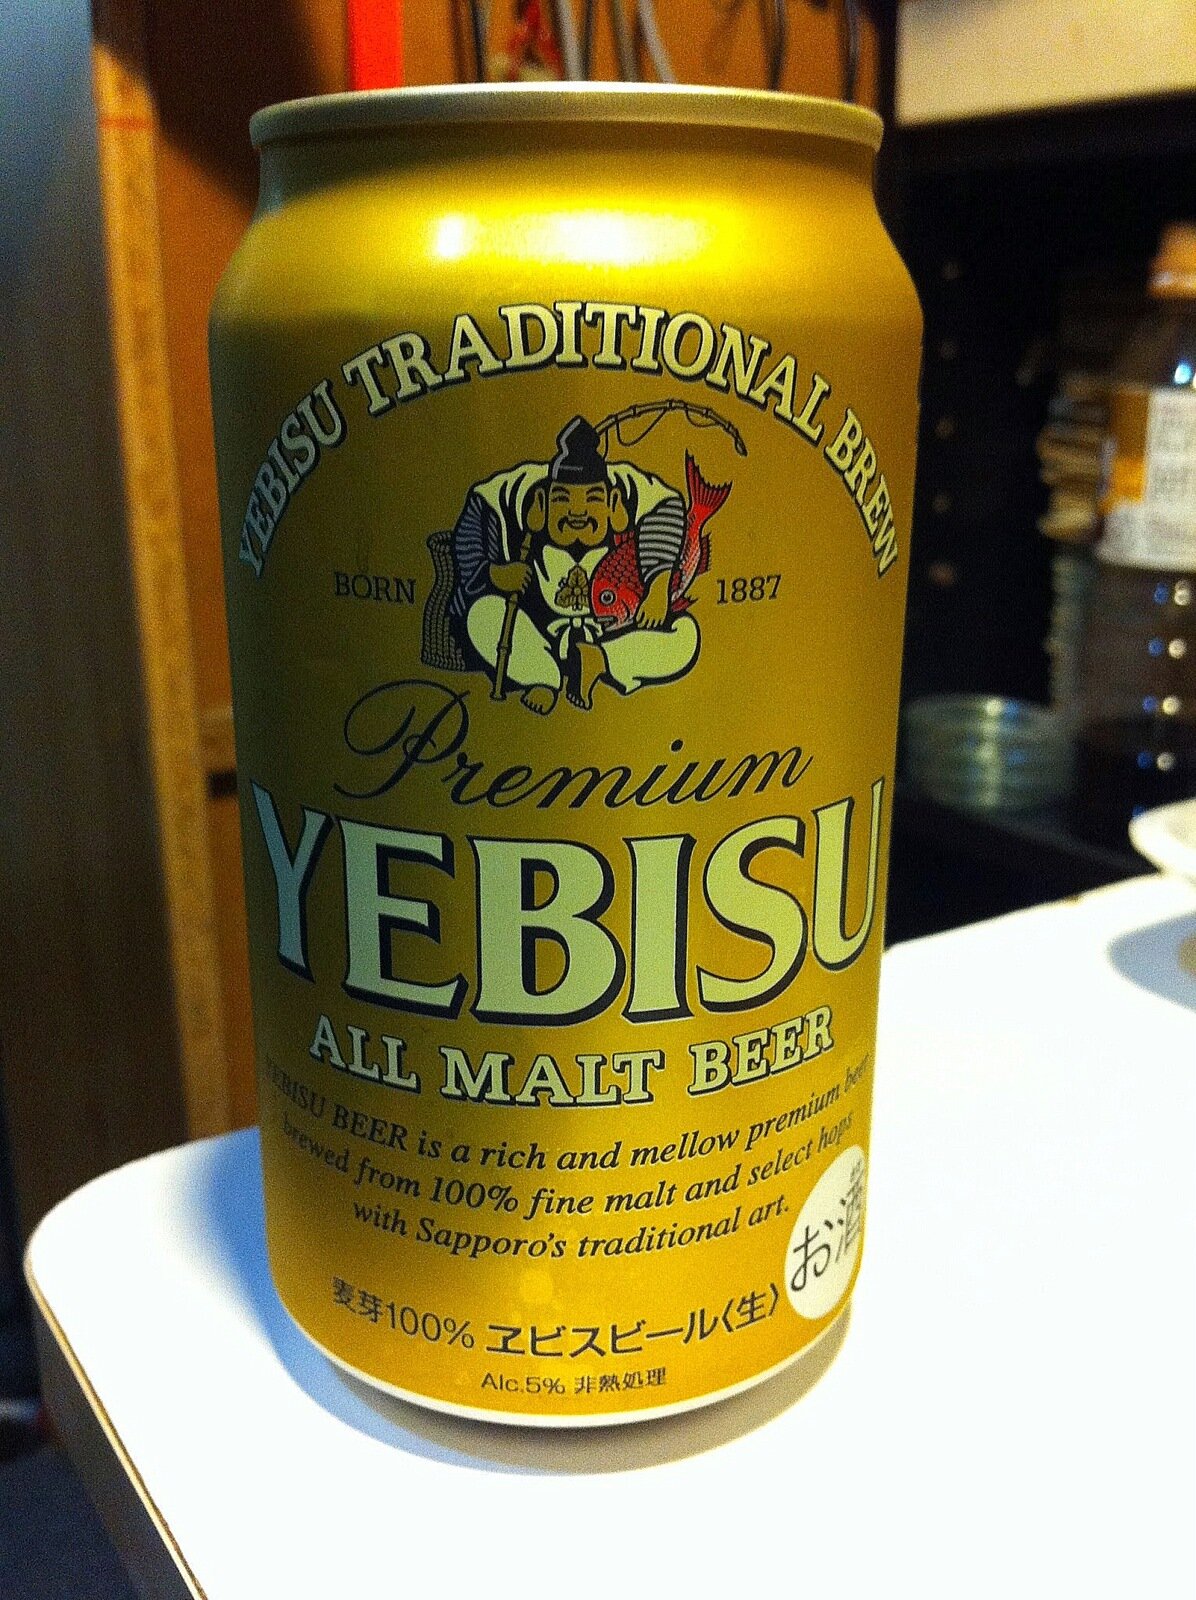 YEBISU TRADITIONAL BREW
BORN 1887
Premium
YEBISU
ALL MALT BEER
YEBISU BEER is a rich and mellow premium beer
brewed from 100% fine malt and select hops
with Sapporo's traditional art.
お酒
麦芽100% ヱビスビール〈生〉
Alc.5% 非熱処理